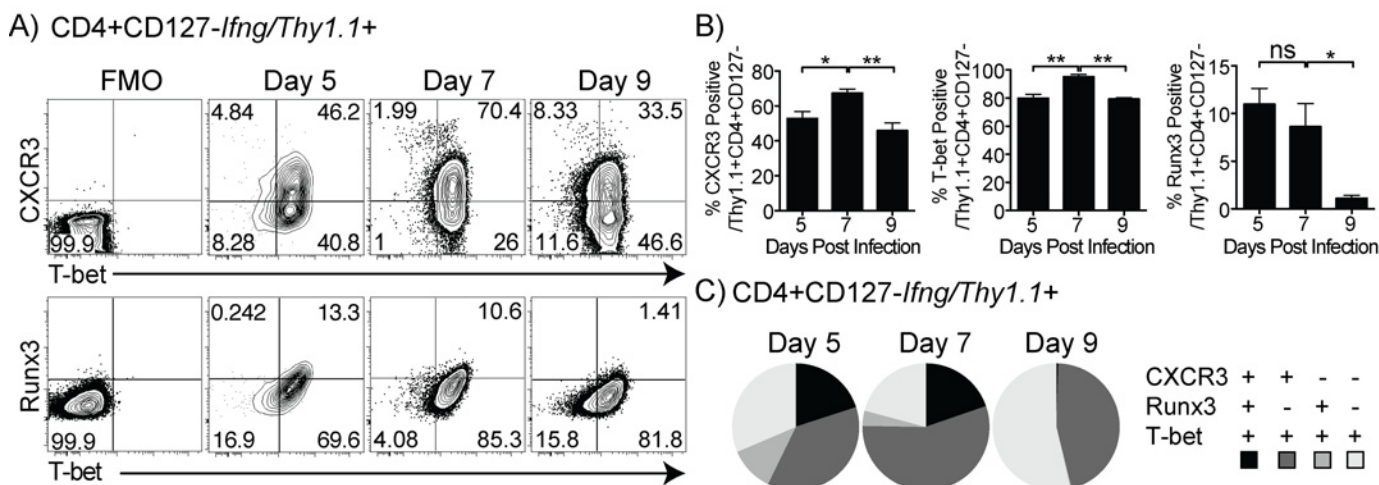 A) CD4+CD127-Ifng/Thy1.1+
FMO Day 5 Day 7 Day 9
CXCR3
99.9
4.84 46.2
8.28 40.8
1.99 70.4
1 26
8.33 33.5
11.6 46.6
T-bet
Runx3
99.9
0.242 13.3
16.9 69.6
10.6
4.08 85.3
1.41
15.8 81.8
T-bet
B)
% CXCR3 Positive
/Thy1.1+CD4+CD127-
80
60
40
20
0
* **
5 7 9
Days Post Infection
% T-bet Positive
/Thy1.1+CD4+CD127-
100
80
60
40
20
0
** **
5 7 9
Days Post Infection
% Runx3 Positive
/Thy1.1+CD4+CD127-
15
10
5
0
ns *
5 7 9
Days Post Infection
C) CD4+CD127-Ifng/Thy1.1+
Day 5 Day 7 Day 9
CXCR3 + + - -
Runx3 + - + -
T-bet + + + +